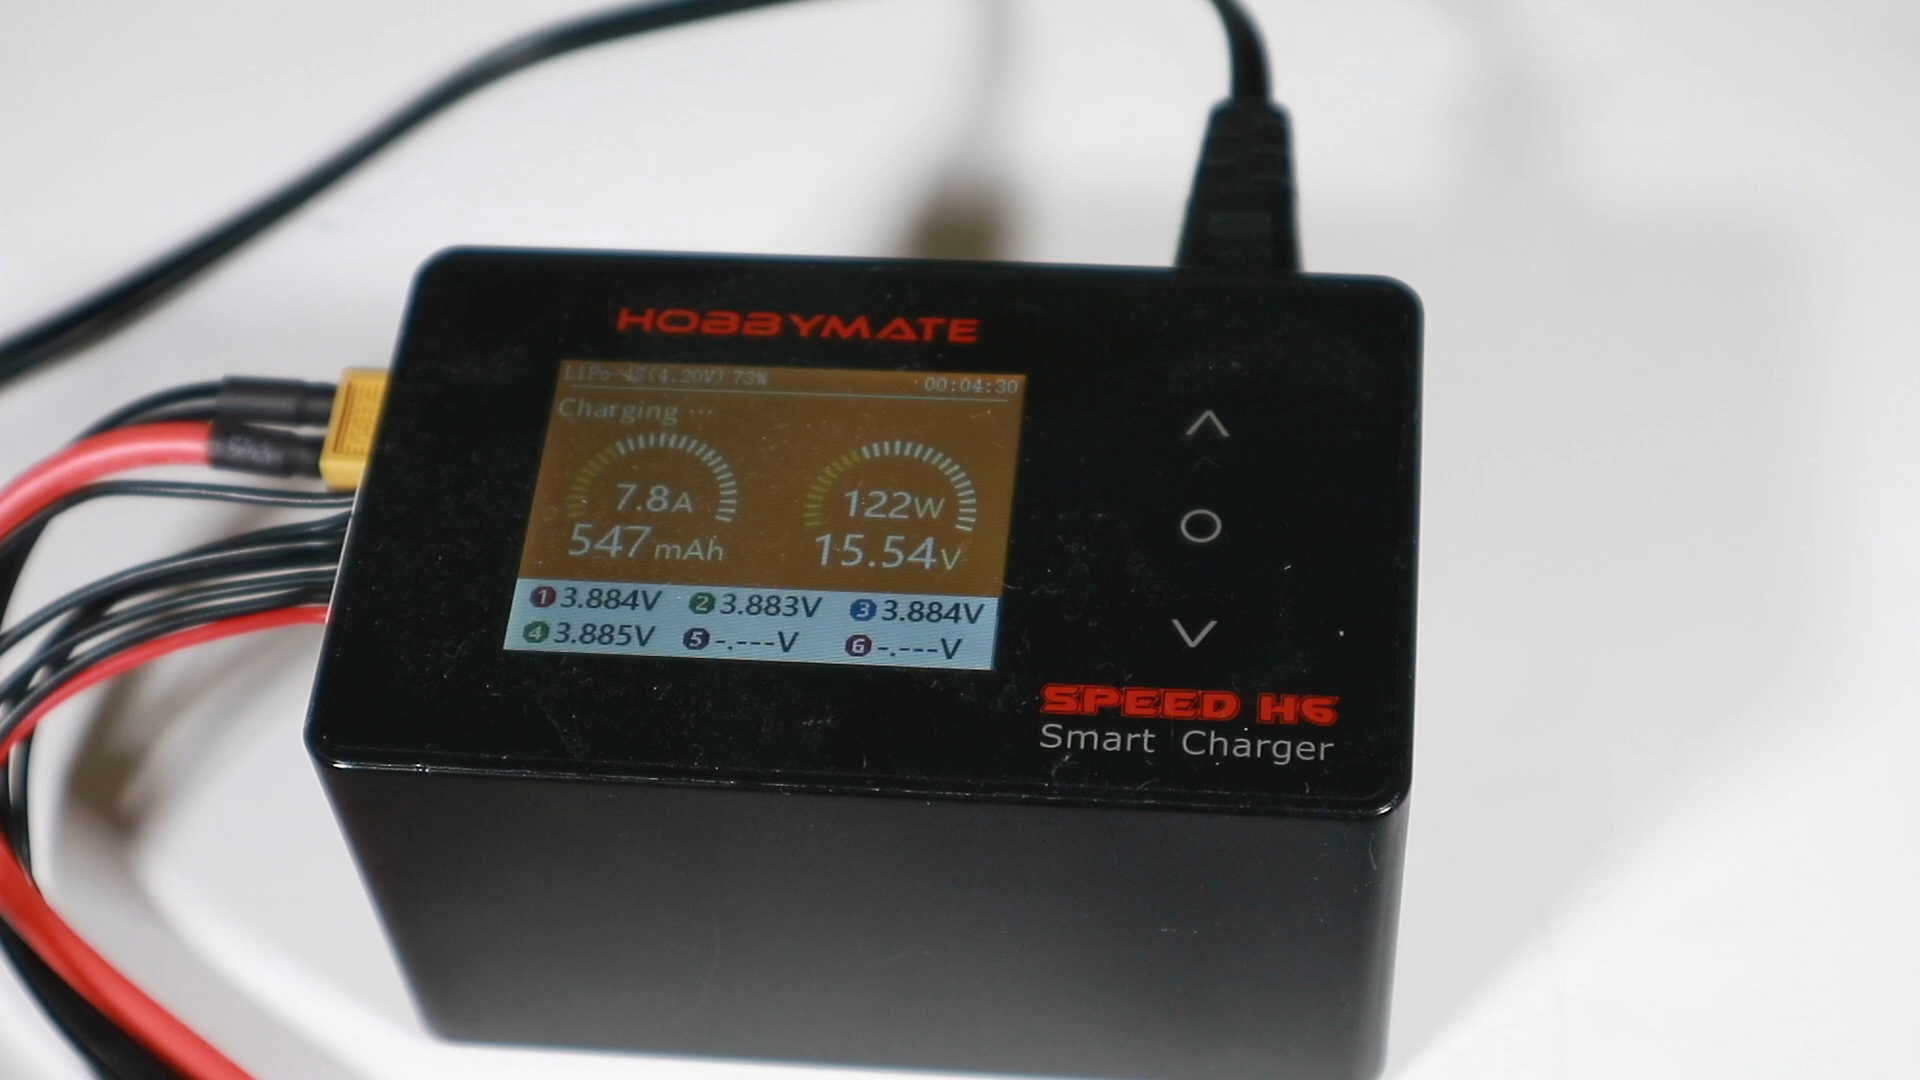 HOBBYMATE
LiPo-4S(4.20V) 73% 00:04:30
Charging ...
7.8A 122W
547mAh 15.54V
1 3.884V 2 3.883V 3 3.884V
4 3.885V 5 -.---V 6 -.---V
SPEED H6
Smart Charger